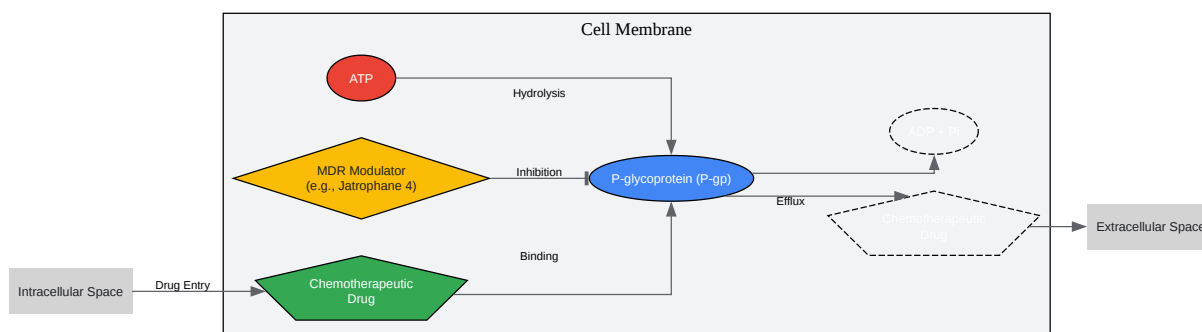 Cell Membrane
ATP
Hydrolysis
ADP + Pi
MDR Modulator
(e.g., Jatrophane 4)
Inhibition
P-glycoprotein (P-gp)
Efflux
Chemotherapeutic
Drug
Extracellular Space
Binding
Intracellular Space
Drug Entry
Chemotherapeutic
Drug